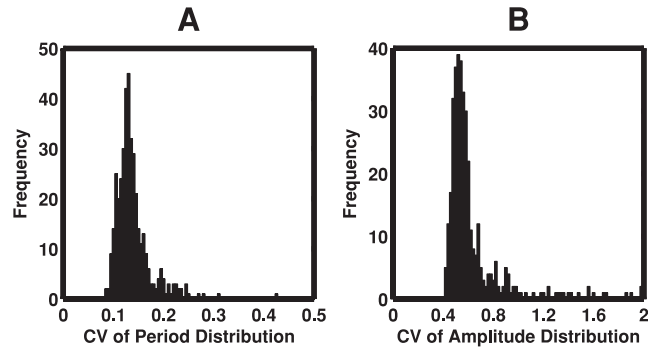 A
B
50
40
30
20
10
0
Frequency
0 0.1 0.2 0.3 0.4 0.5
CV of Period Distribution
40
30
20
10
0
Frequency
0 0.4 0.8 1.2 1.6 2
CV of Amplitude Distribution